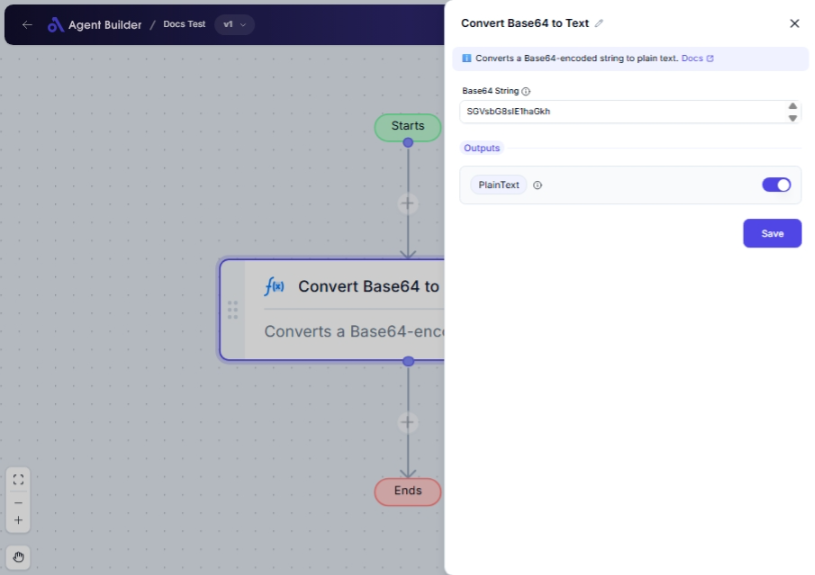 Agent Builder / Docs Test v1
Convert Base64 to Text
Converts a Base64-encoded string to plain text. Docs
Base64 String
SGVsbG8sIE1haGkh
Outputs
PlainText
Save
Starts
f(x) Convert Base64 to
Converts a Base64-enc
Ends